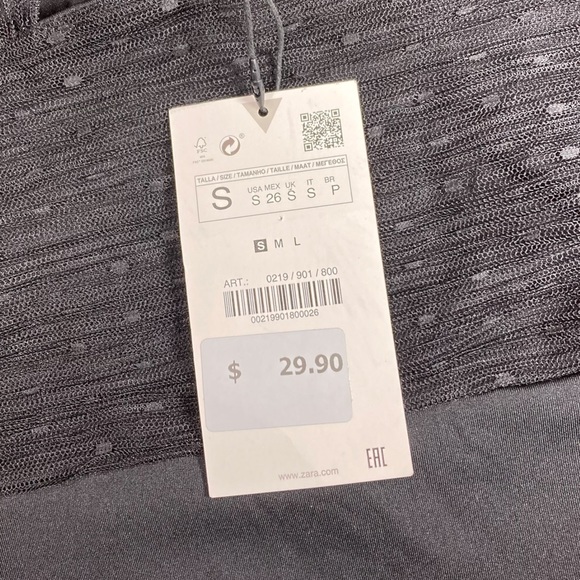 FSC
TALLA / SIZE / TAMANHO / TAILLE / MAAT / ΜΕΓΕΘΟΣ
S
USA MEX UK IT BR
S 26 S S P
S M L
ART.: 0219 / 901 / 800
00219901800026
$ 29.90
www.zara.com
EAC